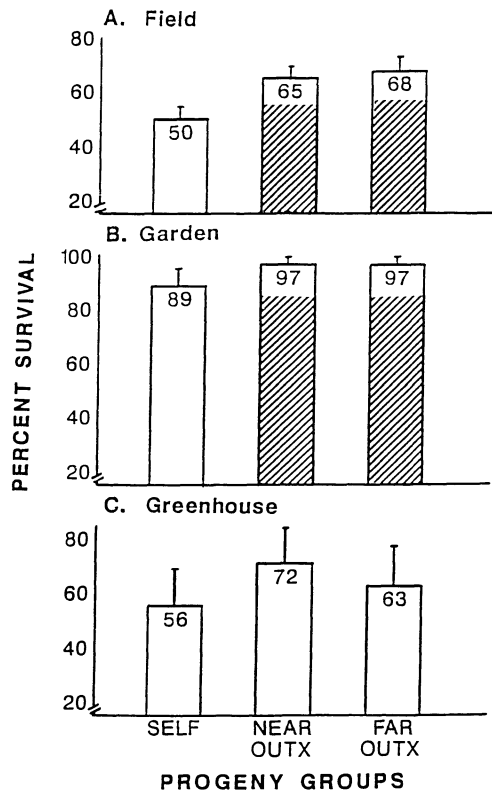 A. Field
80
60
40
20
50
65
68
B. Garden
100
80
60
40
20
89
97
97
PERCENT SURVIVAL
C. Greenhouse
80
60
40
20
56
72
63
SELF
NEAR
OUTX
FAR
OUTX
PROGENY GROUPS